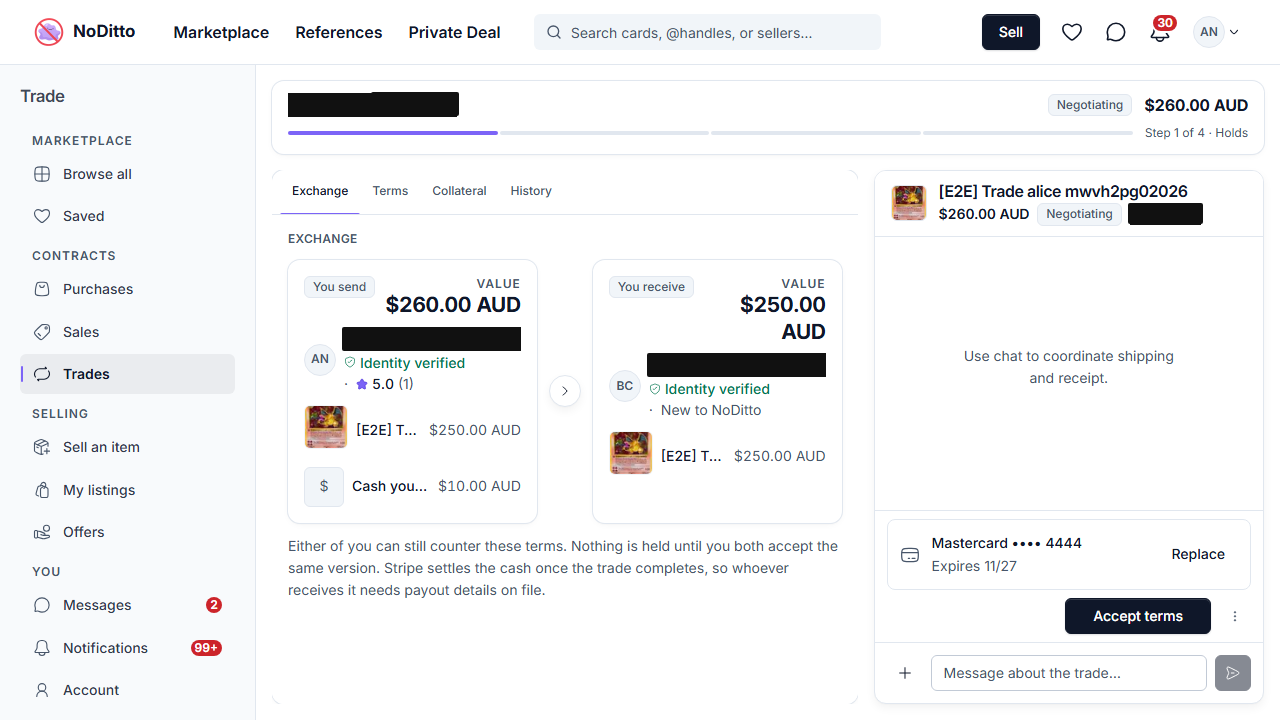 NoDitto
Marketplace
References
Private Deal
Search cards, @handles, or sellers...
Sell
30
AN
Trade
MARKETPLACE
Browse all
Saved
CONTRACTS
Purchases
Sales
Trades
SELLING
Sell an item
My listings
Offers
YOU
Messages
2
Notifications
99+
Account
Negotiating
$260.00 AUD
Step 1 of 4 · Holds
Exchange
Terms
Collateral
History
EXCHANGE
You send
VALUE
$260.00 AUD
AN
Identity verified
· 5.0 (1)
[E2E] T...
$250.00 AUD
$
Cash you...
$10.00 AUD
You receive
VALUE
$250.00
AUD
BC
Identity verified
· New to NoDitto
[E2E] T...
$250.00 AUD
Either of you can still counter these terms. Nothing is held until you both accept the
same version. Stripe settles the cash once the trade completes, so whoever
receives it needs payout details on file.
[E2E] Trade alice mwvh2pg02026
$260.00 AUD
Negotiating
Use chat to coordinate shipping
and receipt.
Mastercard •••• 4444
Expires 11/27
Replace
Accept terms
Message about the trade...